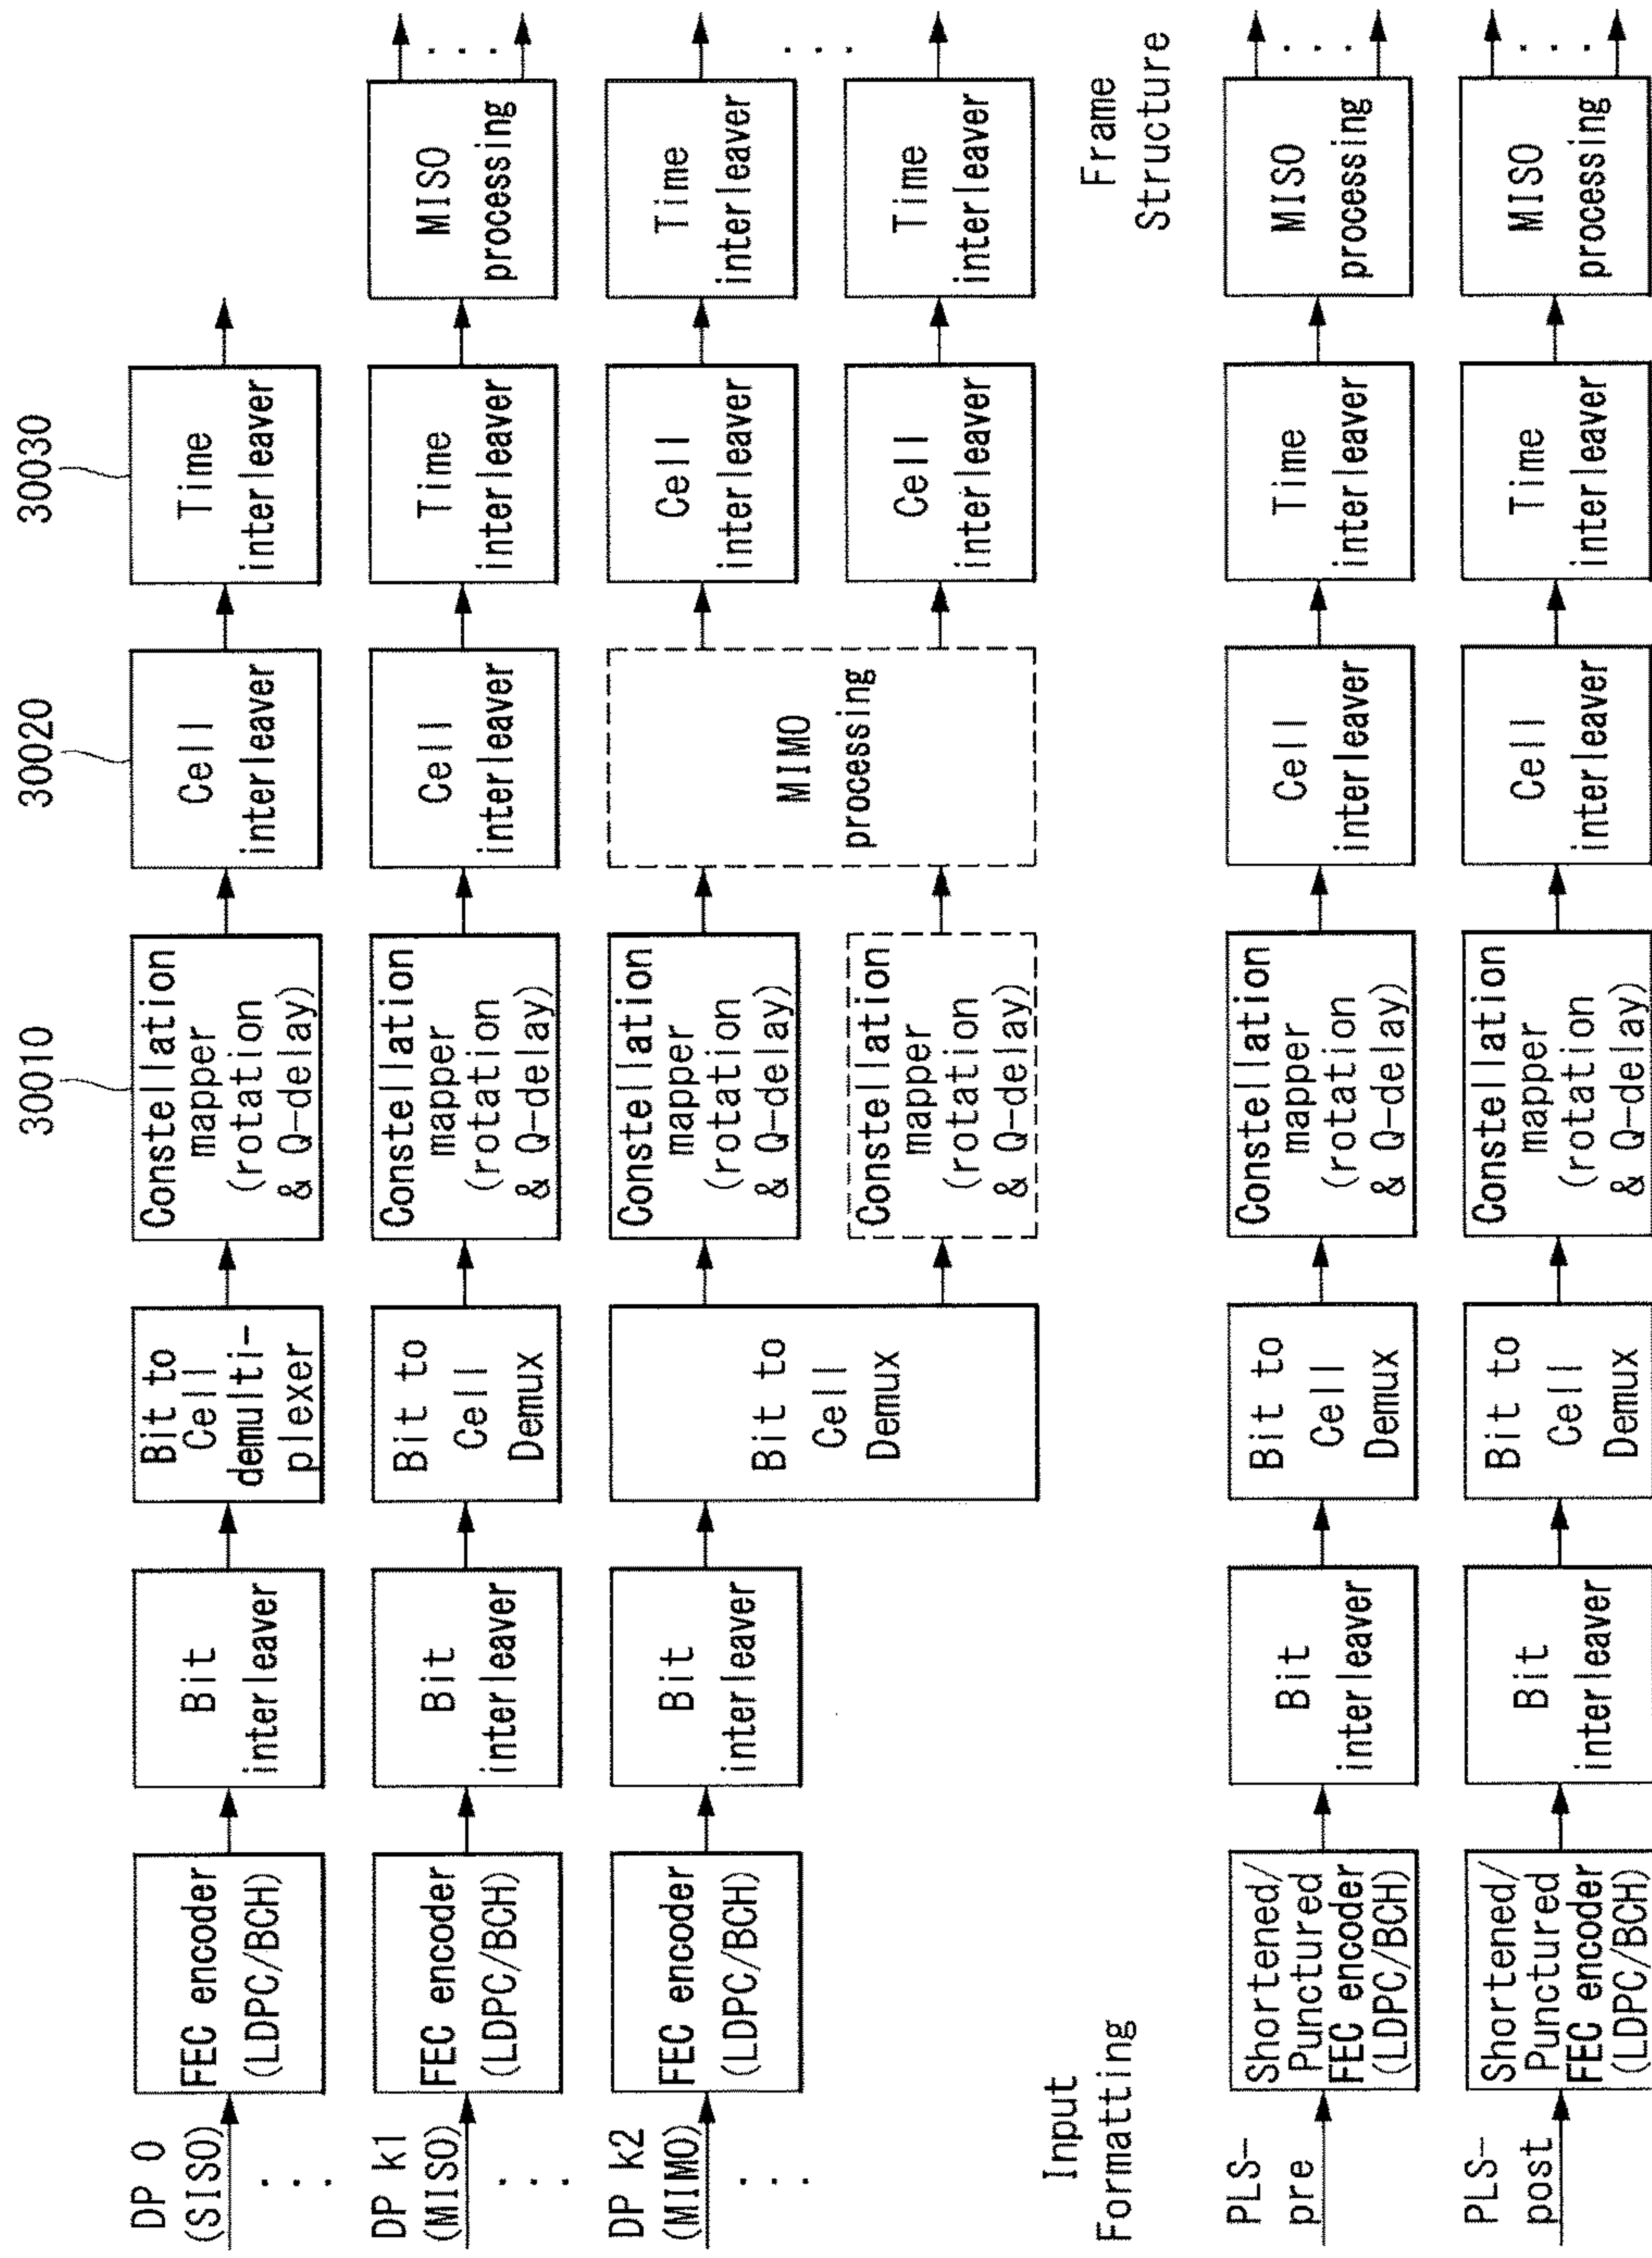 30010
30020
30030
DP 0
(SISO)
FEC encoder
(LDPC/BCH)
Bit
interleaver
Bit to
Cell
demulti-
plexer
Constellation
mapper
(rotation
& Q-delay)
Cell
interleaver
Time
interleaver
. . .
DP k1
(MISO)
FEC encoder
(LDPC/BCH)
Bit
interleaver
Bit to
Cell
Demux
Constellation
mapper
(rotation
& Q-delay)
Cell
interleaver
Time
interleaver
MISO
processing
. . .
. . .
DP k2
(MIMO)
FEC encoder
(LDPC/BCH)
Bit
interleaver
Bit to
Cell
Demux
Constellation
mapper
(rotation
& Q-delay)
Constellation
mapper
(rotation
& Q-delay)
MIMO
processing
Cell
interleaver
Time
interleaver
Cell
interleaver
Time
interleaver
. . .
. . .
Input
Formatting
Frame
Structure
PLS-
pre
Shortened/
Punctured
FEC encoder
(LDPC/BCH)
Bit
interleaver
Bit to
Cell
Demux
Constellation
mapper
(rotation
& Q-delay)
Cell
interleaver
Time
interleaver
MISO
processing
. . .
PLS-
post
Shortened/
Punctured
FEC encoder
(LDPC/BCH)
Bit
interleaver
Bit to
Cell
Demux
Constellation
mapper
(rotation
& Q-delay)
Cell
interleaver
Time
interleaver
MISO
processing
. . .